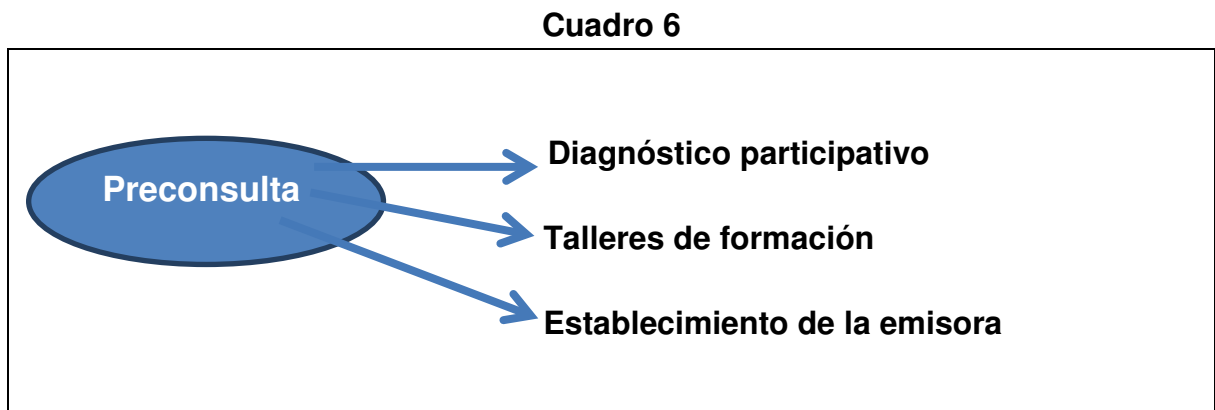 Cuadro 6
Preconsulta
Diagnóstico participativo
Talleres de formación
Establecimiento de la emisora